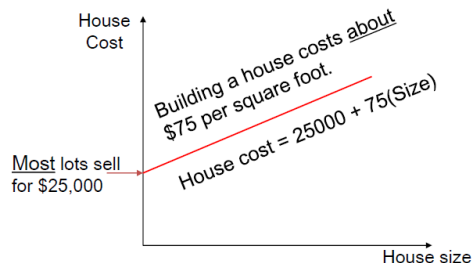 House
Cost
Building a house costs about
$75 per square foot.
House cost = 25000 + 75(Size)
Most lots sell
for $25,000
House size